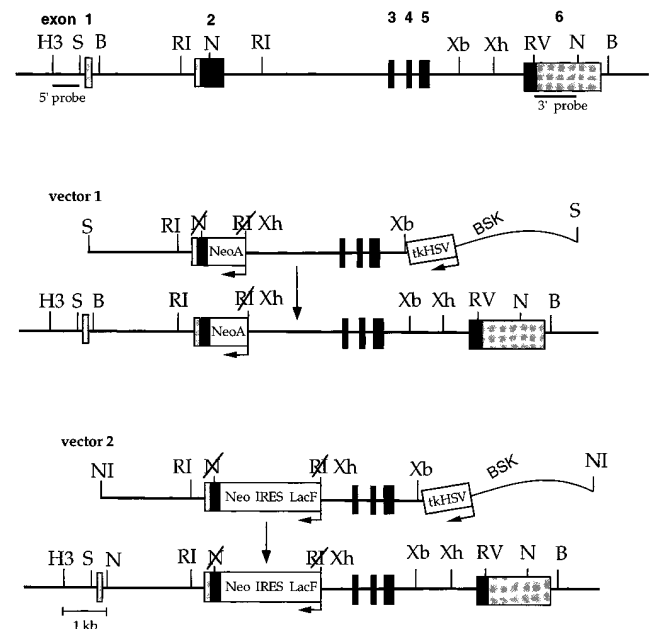 exon 1 2 3 4 5 6
H3 S B RI N RI Xb Xh RV N B
5' probe 3' probe
vector 1
S RI N RI Xh Xb BSK S
NeoA tkHSV
H3 S B RI RI Xh Xb Xh RV N B
NeoA
vector 2
NI RI N RI Xh Xb BSK NI
Neo IRES LacF tkHSV
H3 S N RI N RI Xh Xb Xh RV N B
Neo IRES LacF
1 kb